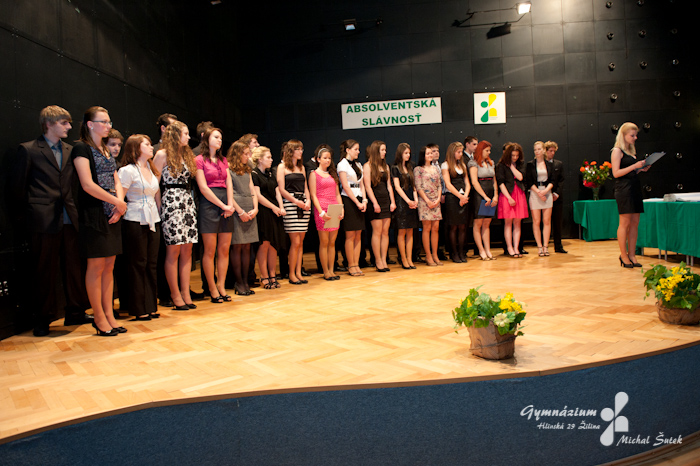 ABSOLVENTSKÁ
SLÁVNOSŤ
Gymnázium
Hlinská 29 Žilina
Michal Šutek